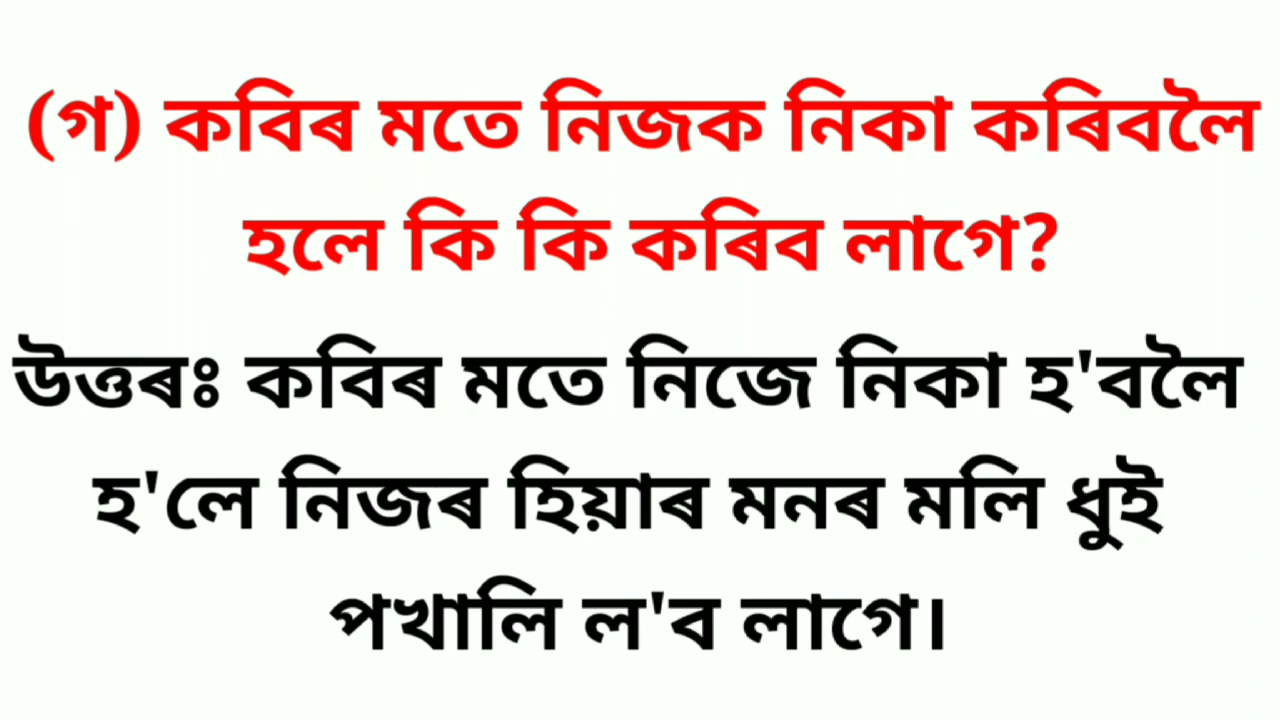 (গ) কবিৰ মতে নিজক নিকা কৰিবলৈ
হলে কি কি কৰিব লাগে?
উত্তৰঃ কবিৰ মতে নিজে নিকা হ'বলৈ
হ'লে নিজৰ হিয়াৰ মনৰ মলি ধুই
পখালি ল'ব লাগে।